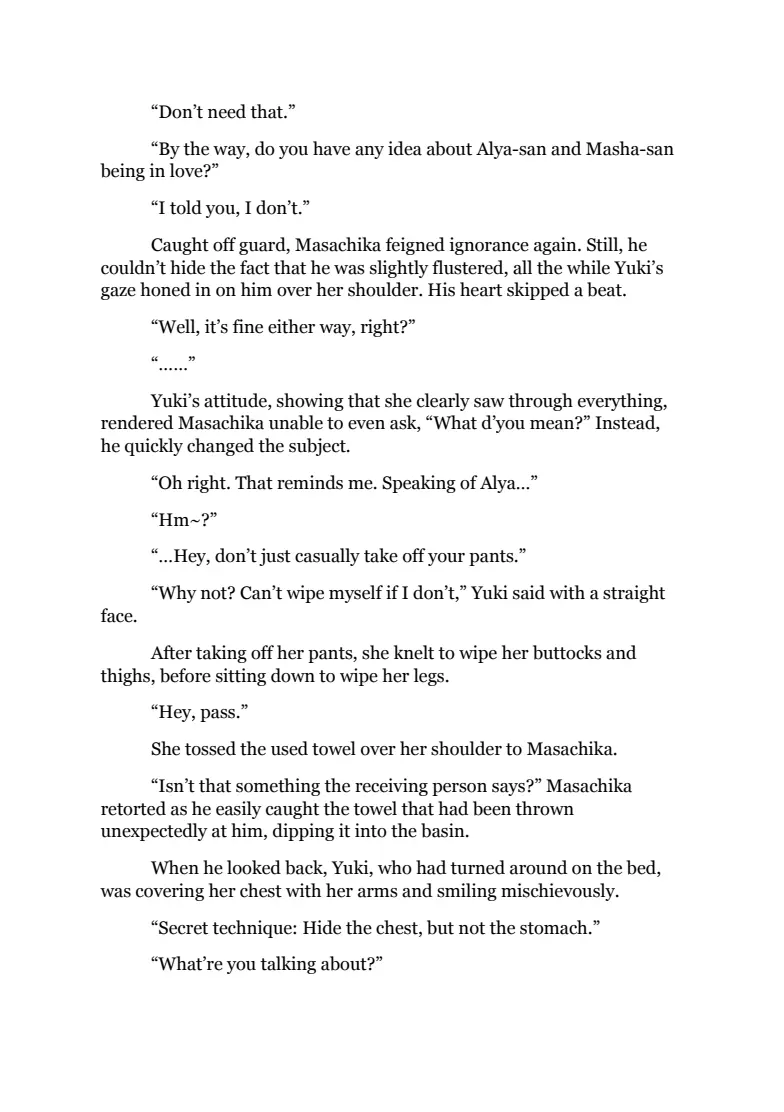 “Don’t need that.”
“By the way, do you have any idea about Alya-san and Masha-san
being in love?”
“I told you, I don’t.”
Caught off guard, Masachika feigned ignorance again. Still, he
couldn’t hide the fact that he was slightly flustered, all the while Yuki’s
gaze honed in on him over her shoulder. His heart skipped a beat.
“Well, it’s fine either way, right?”
“......”
Yuki’s attitude, showing that she clearly saw through everything,
rendered Masachika unable to even ask, “What d’you mean?” Instead,
he quickly changed the subject.
“Oh right. That reminds me. Speaking of Alya...”
“Hm~?”
“...Hey, don’t just casually take off your pants.”
“Why not? Can’t wipe myself if I don’t,” Yuki said with a straight
face.
After taking off her pants, she knelt to wipe her buttocks and
thighs, before sitting down to wipe her legs.
“Hey, pass.”
She tossed the used towel over her shoulder to Masachika.
“Isn’t that something the receiving person says?” Masachika
retorted as he easily caught the towel that had been thrown
unexpectedly at him, dipping it into the basin.
When he looked back, Yuki, who had turned around on the bed,
was covering her chest with her arms and smiling mischievously.
“Secret technique: Hide the chest, but not the stomach.”
“What’re you talking about?”